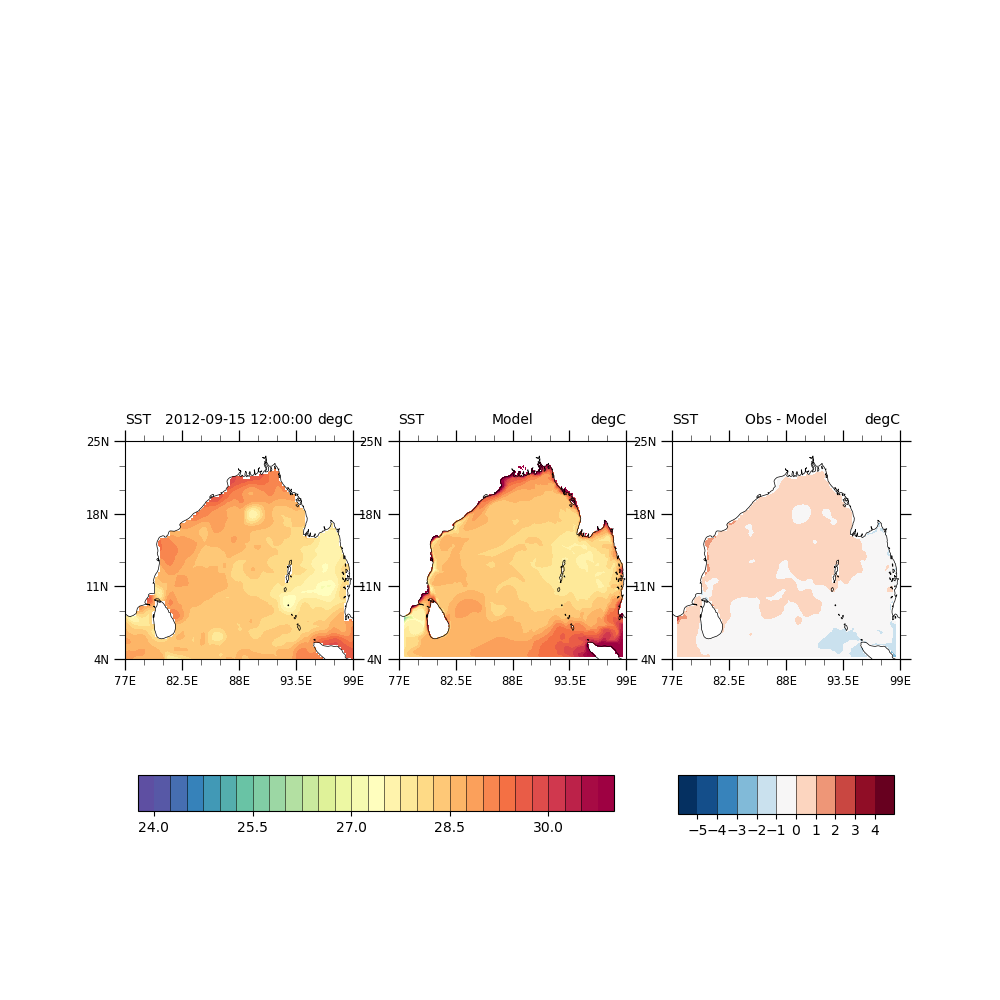 SST 2012-09-15 12:00:00 degC
SST Model degC
SST Obs - Model degC
25N
18N
11N
4N
77E 82.5E 88E 93.5E 99E
25N
18N
11N
4N
77E 82.5E 88E 93.5E 99E
25N
18N
11N
4N
77E 82.5E 88E 93.5E 99E
24.0 25.5 27.0 28.5 30.0
−5 −4 −3 −2 −1 0 1 2 3 4